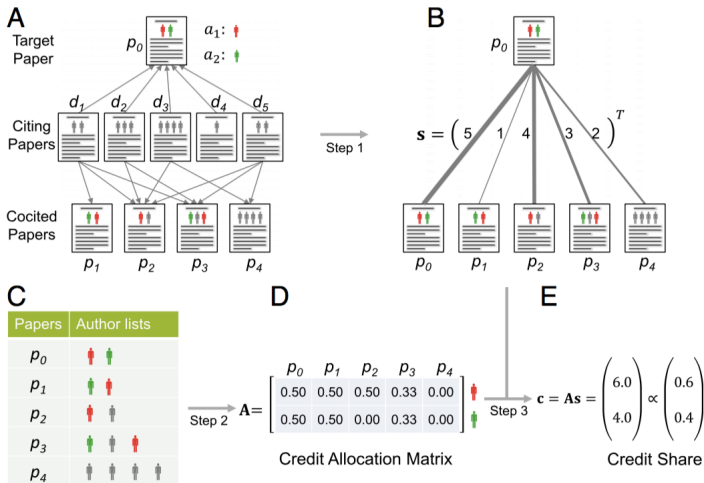 A
Target
Paper
p0
a1:
a2:
d1 d2 d3 d4 d5
Citing
Papers
Cocited
Papers
p1 p2 p3 p4
Step 1
B
p0
s = ( 5 1 4 3 2 )T
p0 p1 p2 p3 p4
C
Papers Author lists
p0
p1
p2
p3
p4
Step 2
D
p0 p1 p2 p3 p4
A= 0.50 0.50 0.50 0.33 0.00
0.50 0.50 0.00 0.33 0.00
Credit Allocation Matrix
Step 3
E
c = As = ( 6.0 4.0 ) ∝ ( 0.6 0.4 )
Credit Share